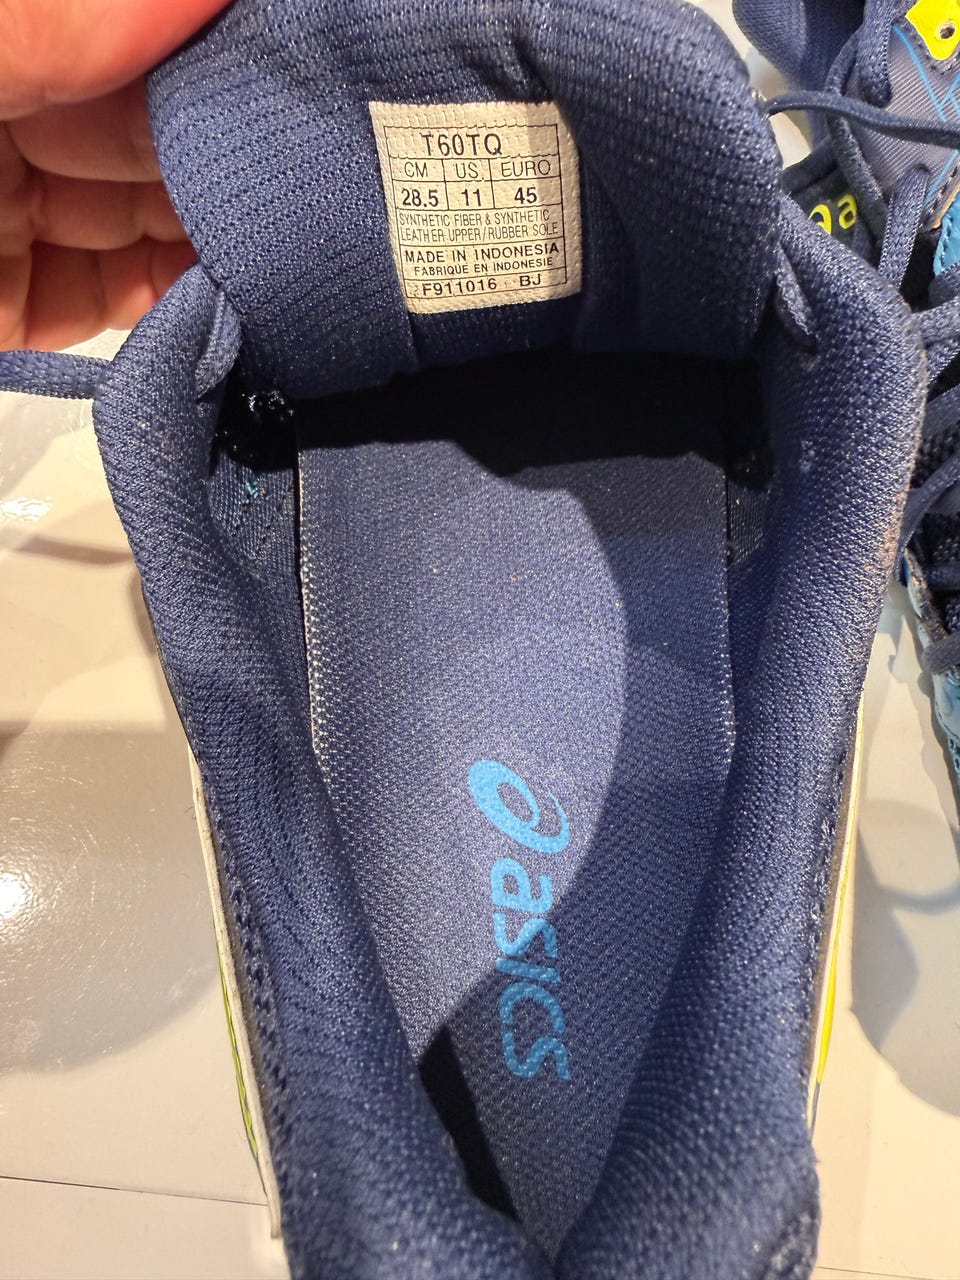 T60TQ
CM US. EURO
28.5 11 45
SYNTHETIC FIBER & SYNTHETIC
LEATHER UPPER/RUBBER SOLE
MADE IN INDONESIA
FABRIQUE EN INDONESIE
F911016 BJ
a
asics